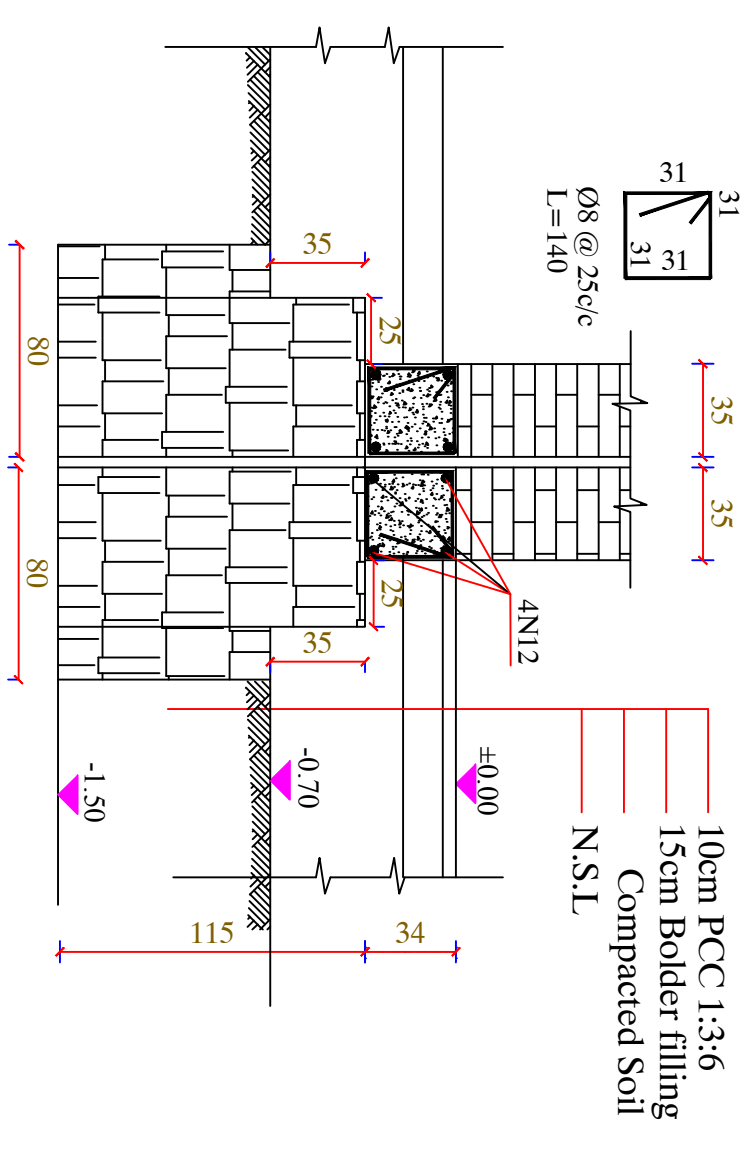 31
31
31
31
Ø8 @ 25c/c
L=140
35
35
25
25
35
35
80
80
4N12
34
115
±0.00
-0.70
-1.50
10cm PCC 1:3:6
15cm Bolder filling
Compacted Soil
N.S.L